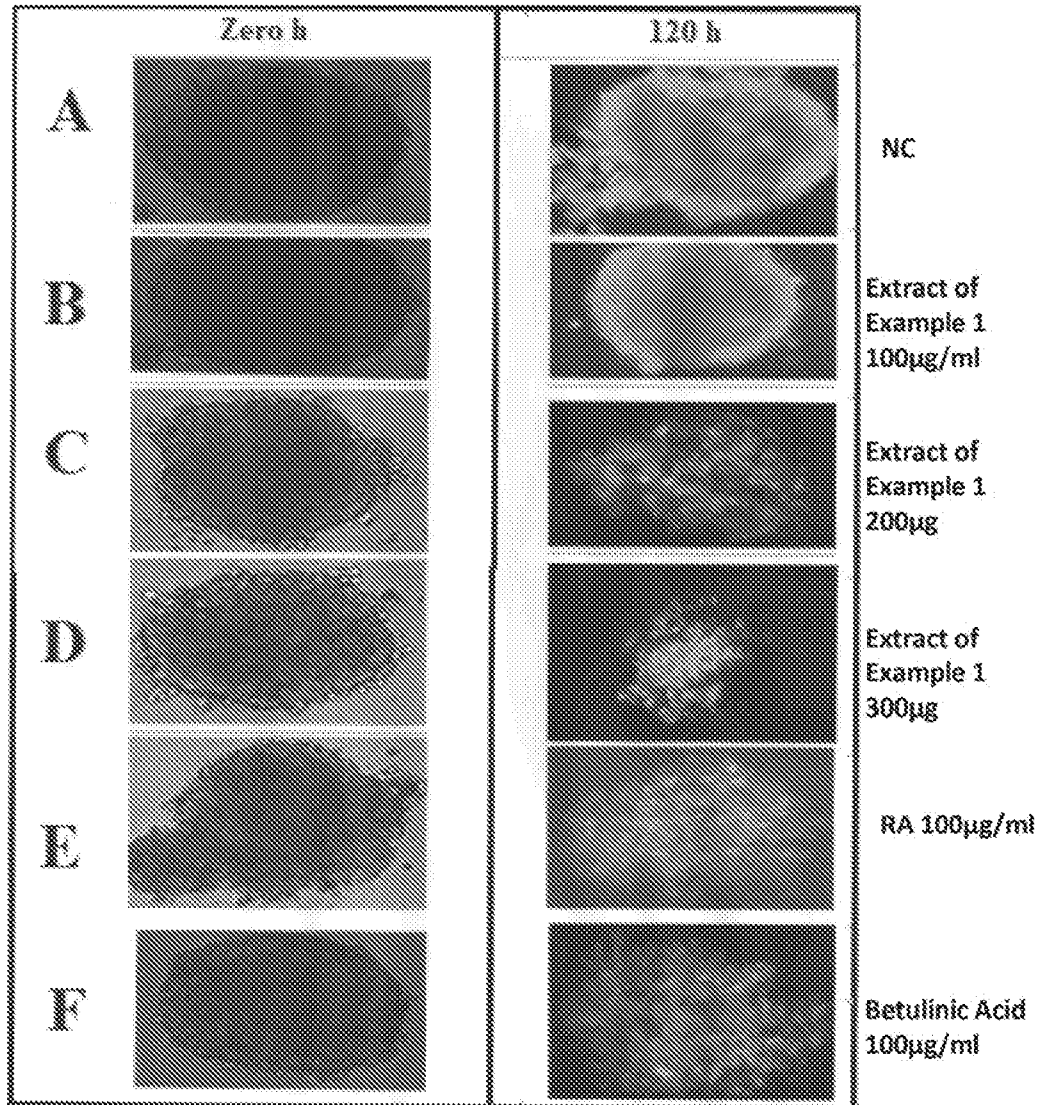 Zero h
120 h
A
NC
B
Extract of
Example 1
100µg/ml
C
Extract of
Example 1
200µg
D
Extract of
Example 1
300µg
E
RA 100µg/ml
F
Betulinic Acid
100µg/ml